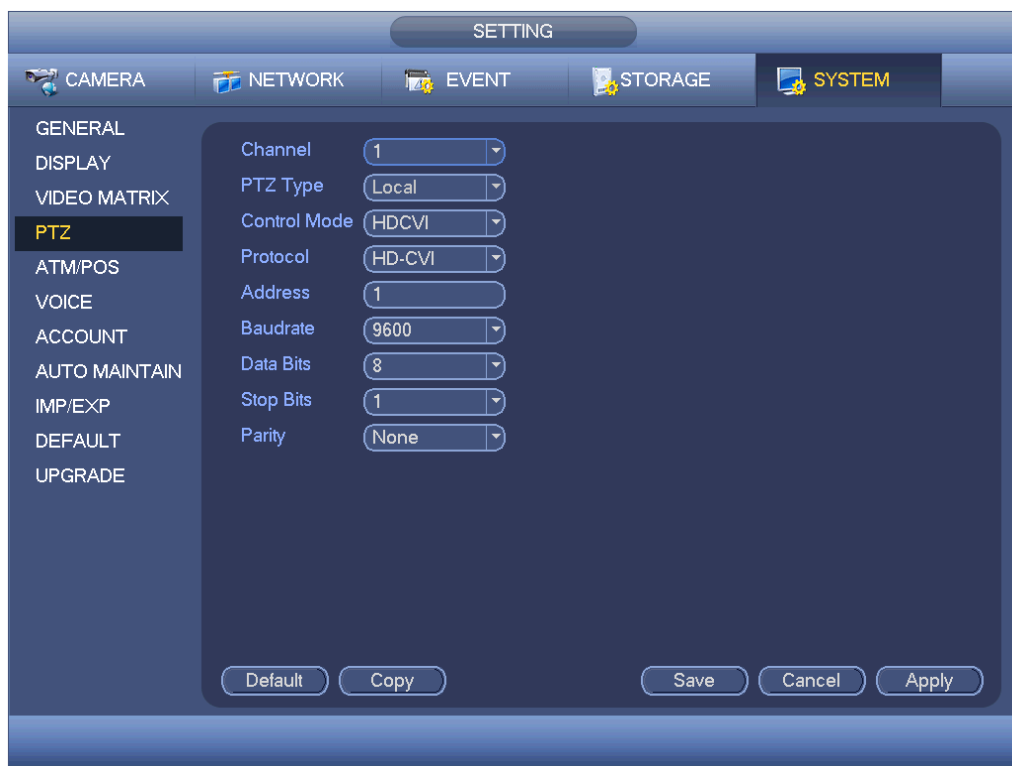 SETTING
CAMERA NETWORK EVENT STORAGE SYSTEM
GENERAL
DISPLAY
VIDEO MATRIX
PTZ
ATM/POS
VOICE
ACCOUNT
AUTO MAINTAIN
IMP/EXP
DEFAULT
UPGRADE
Channel 1
PTZ Type Local
Control Mode HDCVI
Protocol HD-CVI
Address 1
Baudrate 9600
Data Bits 8
Stop Bits 1
Parity None
Default Copy Save Cancel Apply